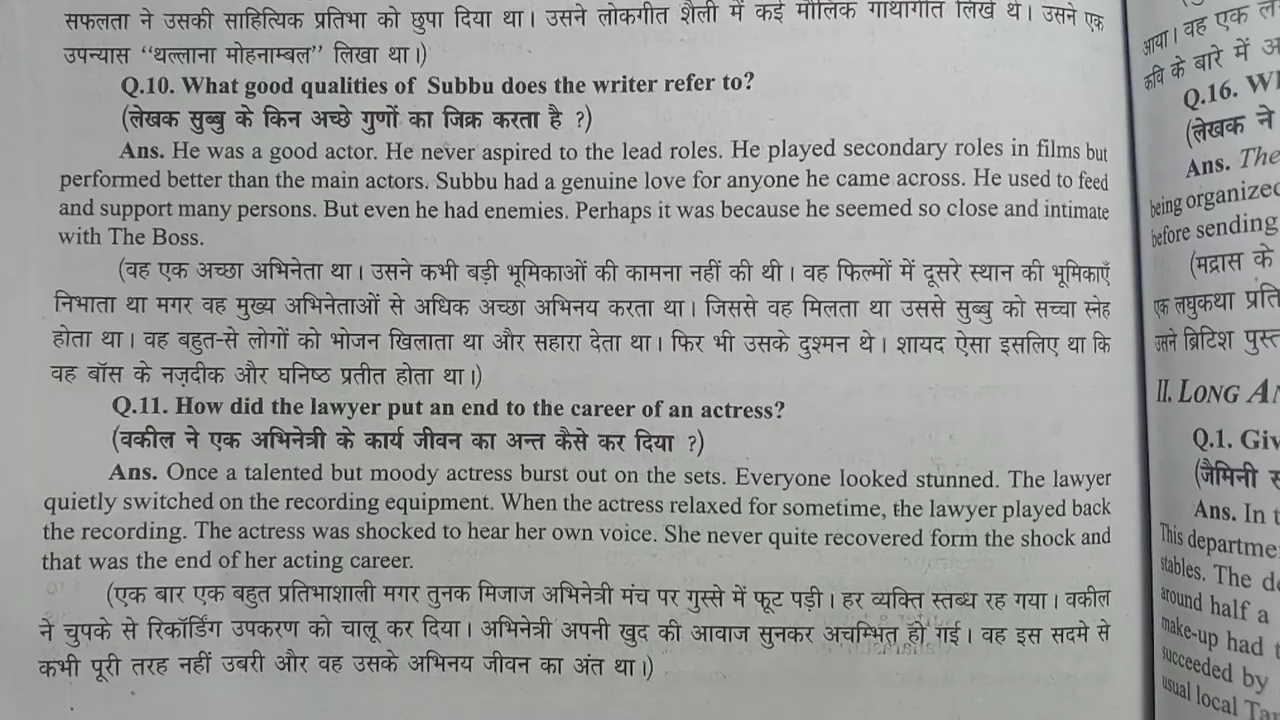 सफलता ने उसकी साहित्यिक प्रतिभा को छुपा दिया था। उसने लोकगीत शैली में कई मौलिक गाथागीत लिखे थे। उसने एक
उपन्यास “थल्लाना मोहनाम्बल” लिखा था।)
Q.10. What good qualities of Subbu does the writer refer to?
(लेखक सुब्बु के किन अच्छे गुणों का जिक्र करता है ?)
Ans. He was a good actor. He never aspired to the lead roles. He played secondary roles in films but
performed better than the main actors. Subbu had a genuine love for anyone he came across. He used to feed
and support many persons. But even he had enemies. Perhaps it was because he seemed so close and intimate
with The Boss.
(वह एक अच्छा अभिनेता था। उसने कभी बड़ी भूमिकाओं की कामना नहीं की थी। वह फिल्मों में दूसरे स्थान की भूमिकाएँ
निभाता था मगर वह मुख्य अभिनेताओं से अधिक अच्छा अभिनय करता था। जिससे वह मिलता था उससे सुब्बु को सच्चा स्नेह
होता था। वह बहुत-से लोगों को भोजन खिलाता था और सहारा देता था। फिर भी उसके दुश्मन थे। शायद ऐसा इसलिए था कि
वह बॉस के नज़दीक और घनिष्ठ प्रतीत होता था।)
Q.11. How did the lawyer put an end to the career of an actress?
(वकील ने एक अभिनेत्री के कार्य जीवन का अन्त कैसे कर दिया ?)
Ans. Once a talented but moody actress burst out on the sets. Everyone looked stunned. The lawyer
quietly switched on the recording equipment. When the actress relaxed for sometime, the lawyer played back
the recording. The actress was shocked to hear her own voice. She never quite recovered form the shock and
that was the end of her acting career.
(एक बार एक बहुत प्रतिभाशाली मगर तुनक मिजाज अभिनेत्री मंच पर गुस्से में फूट पड़ी। हर व्यक्ति स्तब्ध रह गया। वकील
ने चुपके से रिकॉर्डिंग उपकरण को चालू कर दिया। अभिनेत्री अपनी खुद की आवाज सुनकर अचम्भित हो गई। वह इस सदमे से
कभी पूरी तरह नहीं उबरी और वह उसके अभिनय जीवन का अंत था।)
आया। वह एक
कवि के बारे में
Q.16.
(लेखक ने
Ans. The
being organized
before sending
(मद्रास के
एक लघुकथा
उसने ब्रिटिश
II. LONG
Q.1.
(जैमिनी
Ans. In
This
stables. The
around half a
make-up had
succeeded by
usual local